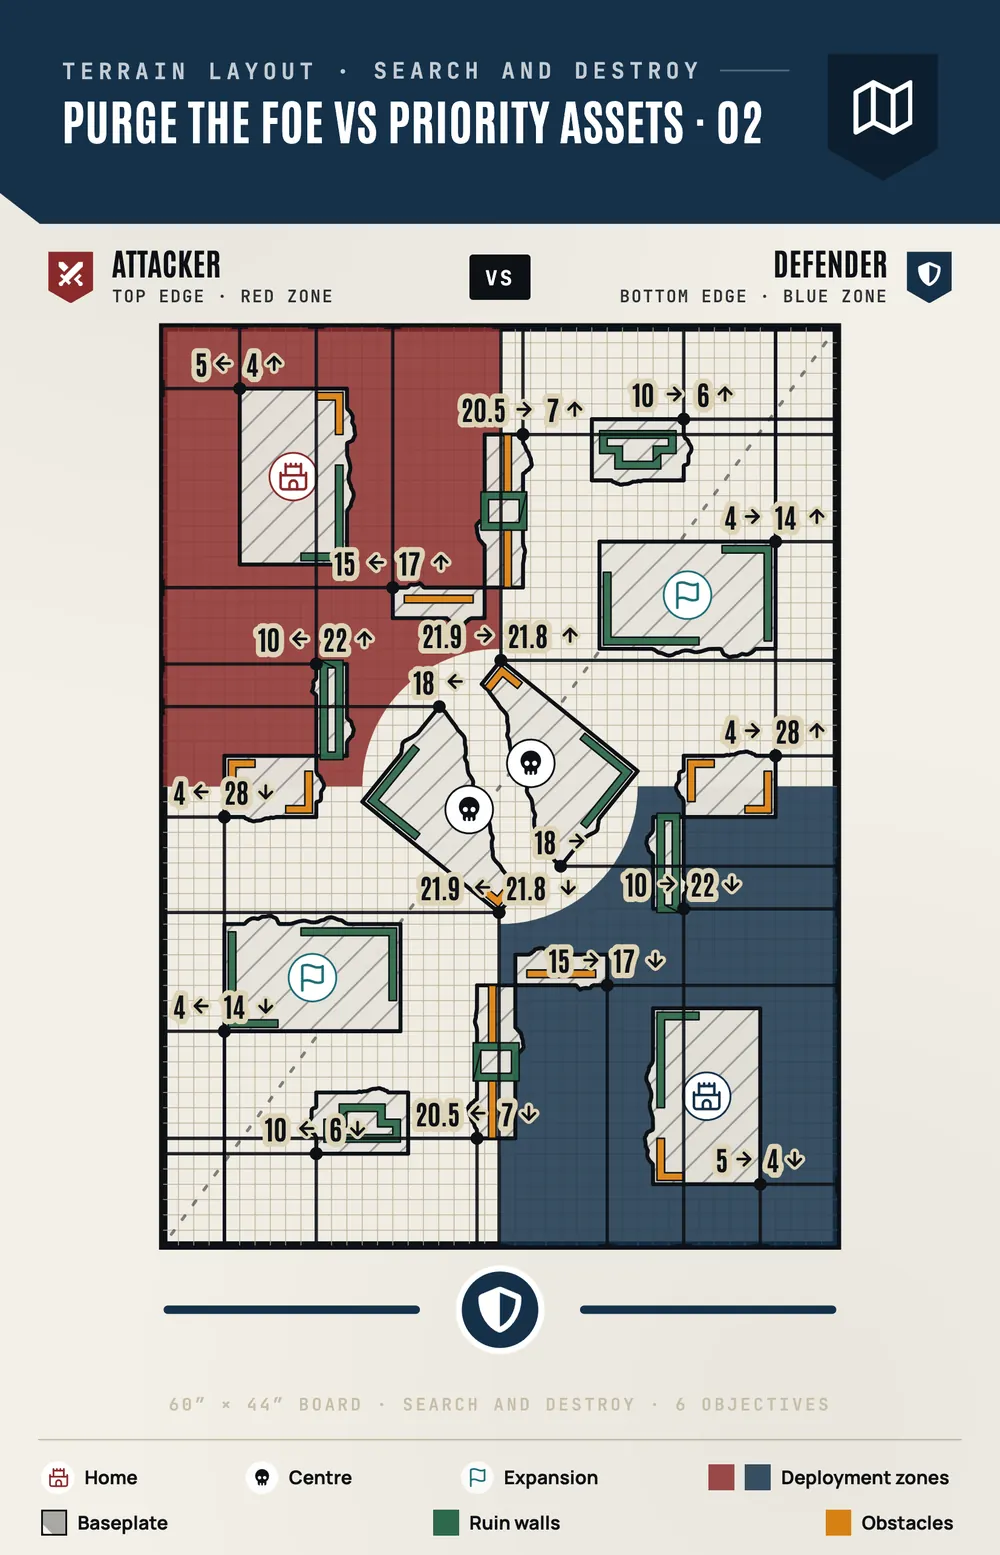 TERRAIN LAYOUT · SEARCH AND DESTROY
PURGE THE FOE VS PRIORITY ASSETS · 02
ATTACKER
TOP EDGE · RED ZONE
VS
DEFENDER
BOTTOM EDGE · BLUE ZONE
5 ← 4 ↑
10 → 6 ↑
20.5 → 7 ↑
4 → 14 ↑
15 ← 17 ↑
10 ← 22 ↑
21.9 → 21.8 ↑
18 ←
4 → 28 ↑
4 ← 28 ↓
18 →
21.9 ← 21.8 ↓
10 → 22 ↓
15 → 17 ↓
4 ← 14 ↓
20.5 ← 7 ↓
10 ← 6 ↓
5 → 4 ↓
60″ × 44″ BOARD · SEARCH AND DESTROY · 6 OBJECTIVES
Home
Centre
Expansion
Deployment zones
Baseplate
Ruin walls
Obstacles